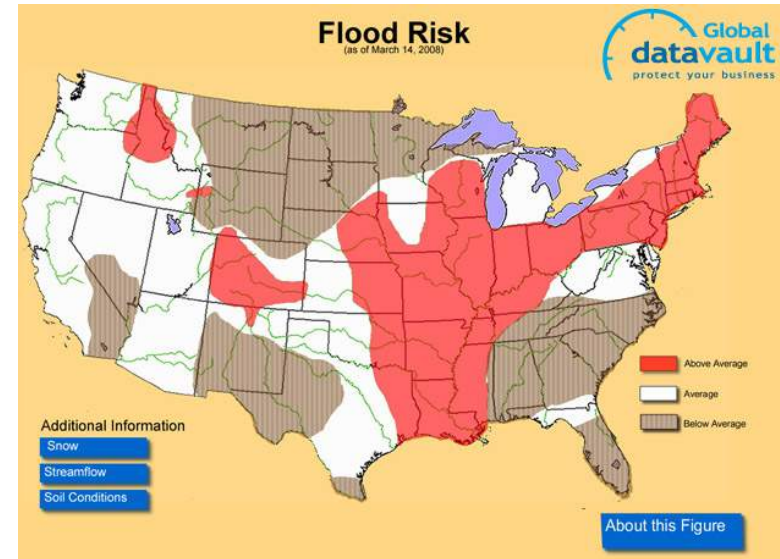 Flood Risk
(as of March 14, 2008)
Global
datavault
protect your business
Above Average
Average
Below Average
Additional Information
Snow
Streamflow
Soil Conditions
About this Figure